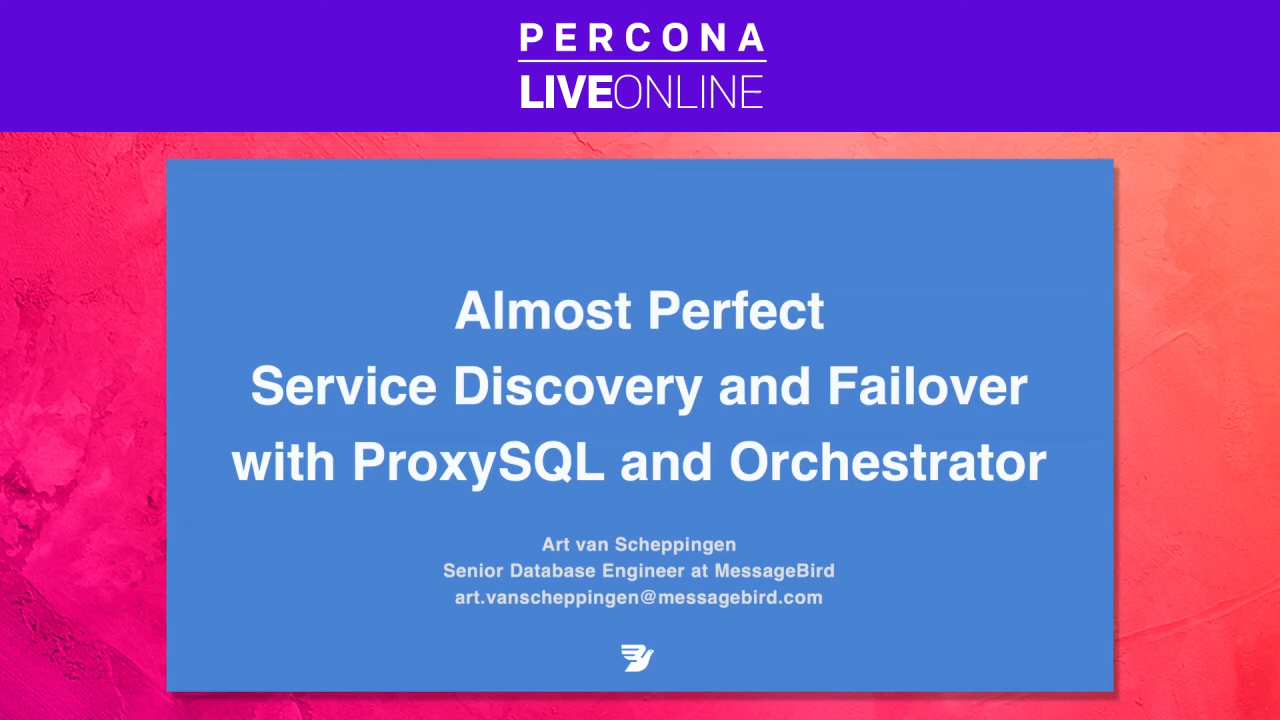 PERCONA
LIVEONLINE
Almost Perfect
Service Discovery and Failover
with ProxySQL and Orchestrator
Art van Scheppingen
Senior Database Engineer at MessageBird
art.vanscheppingen@messagebird.com